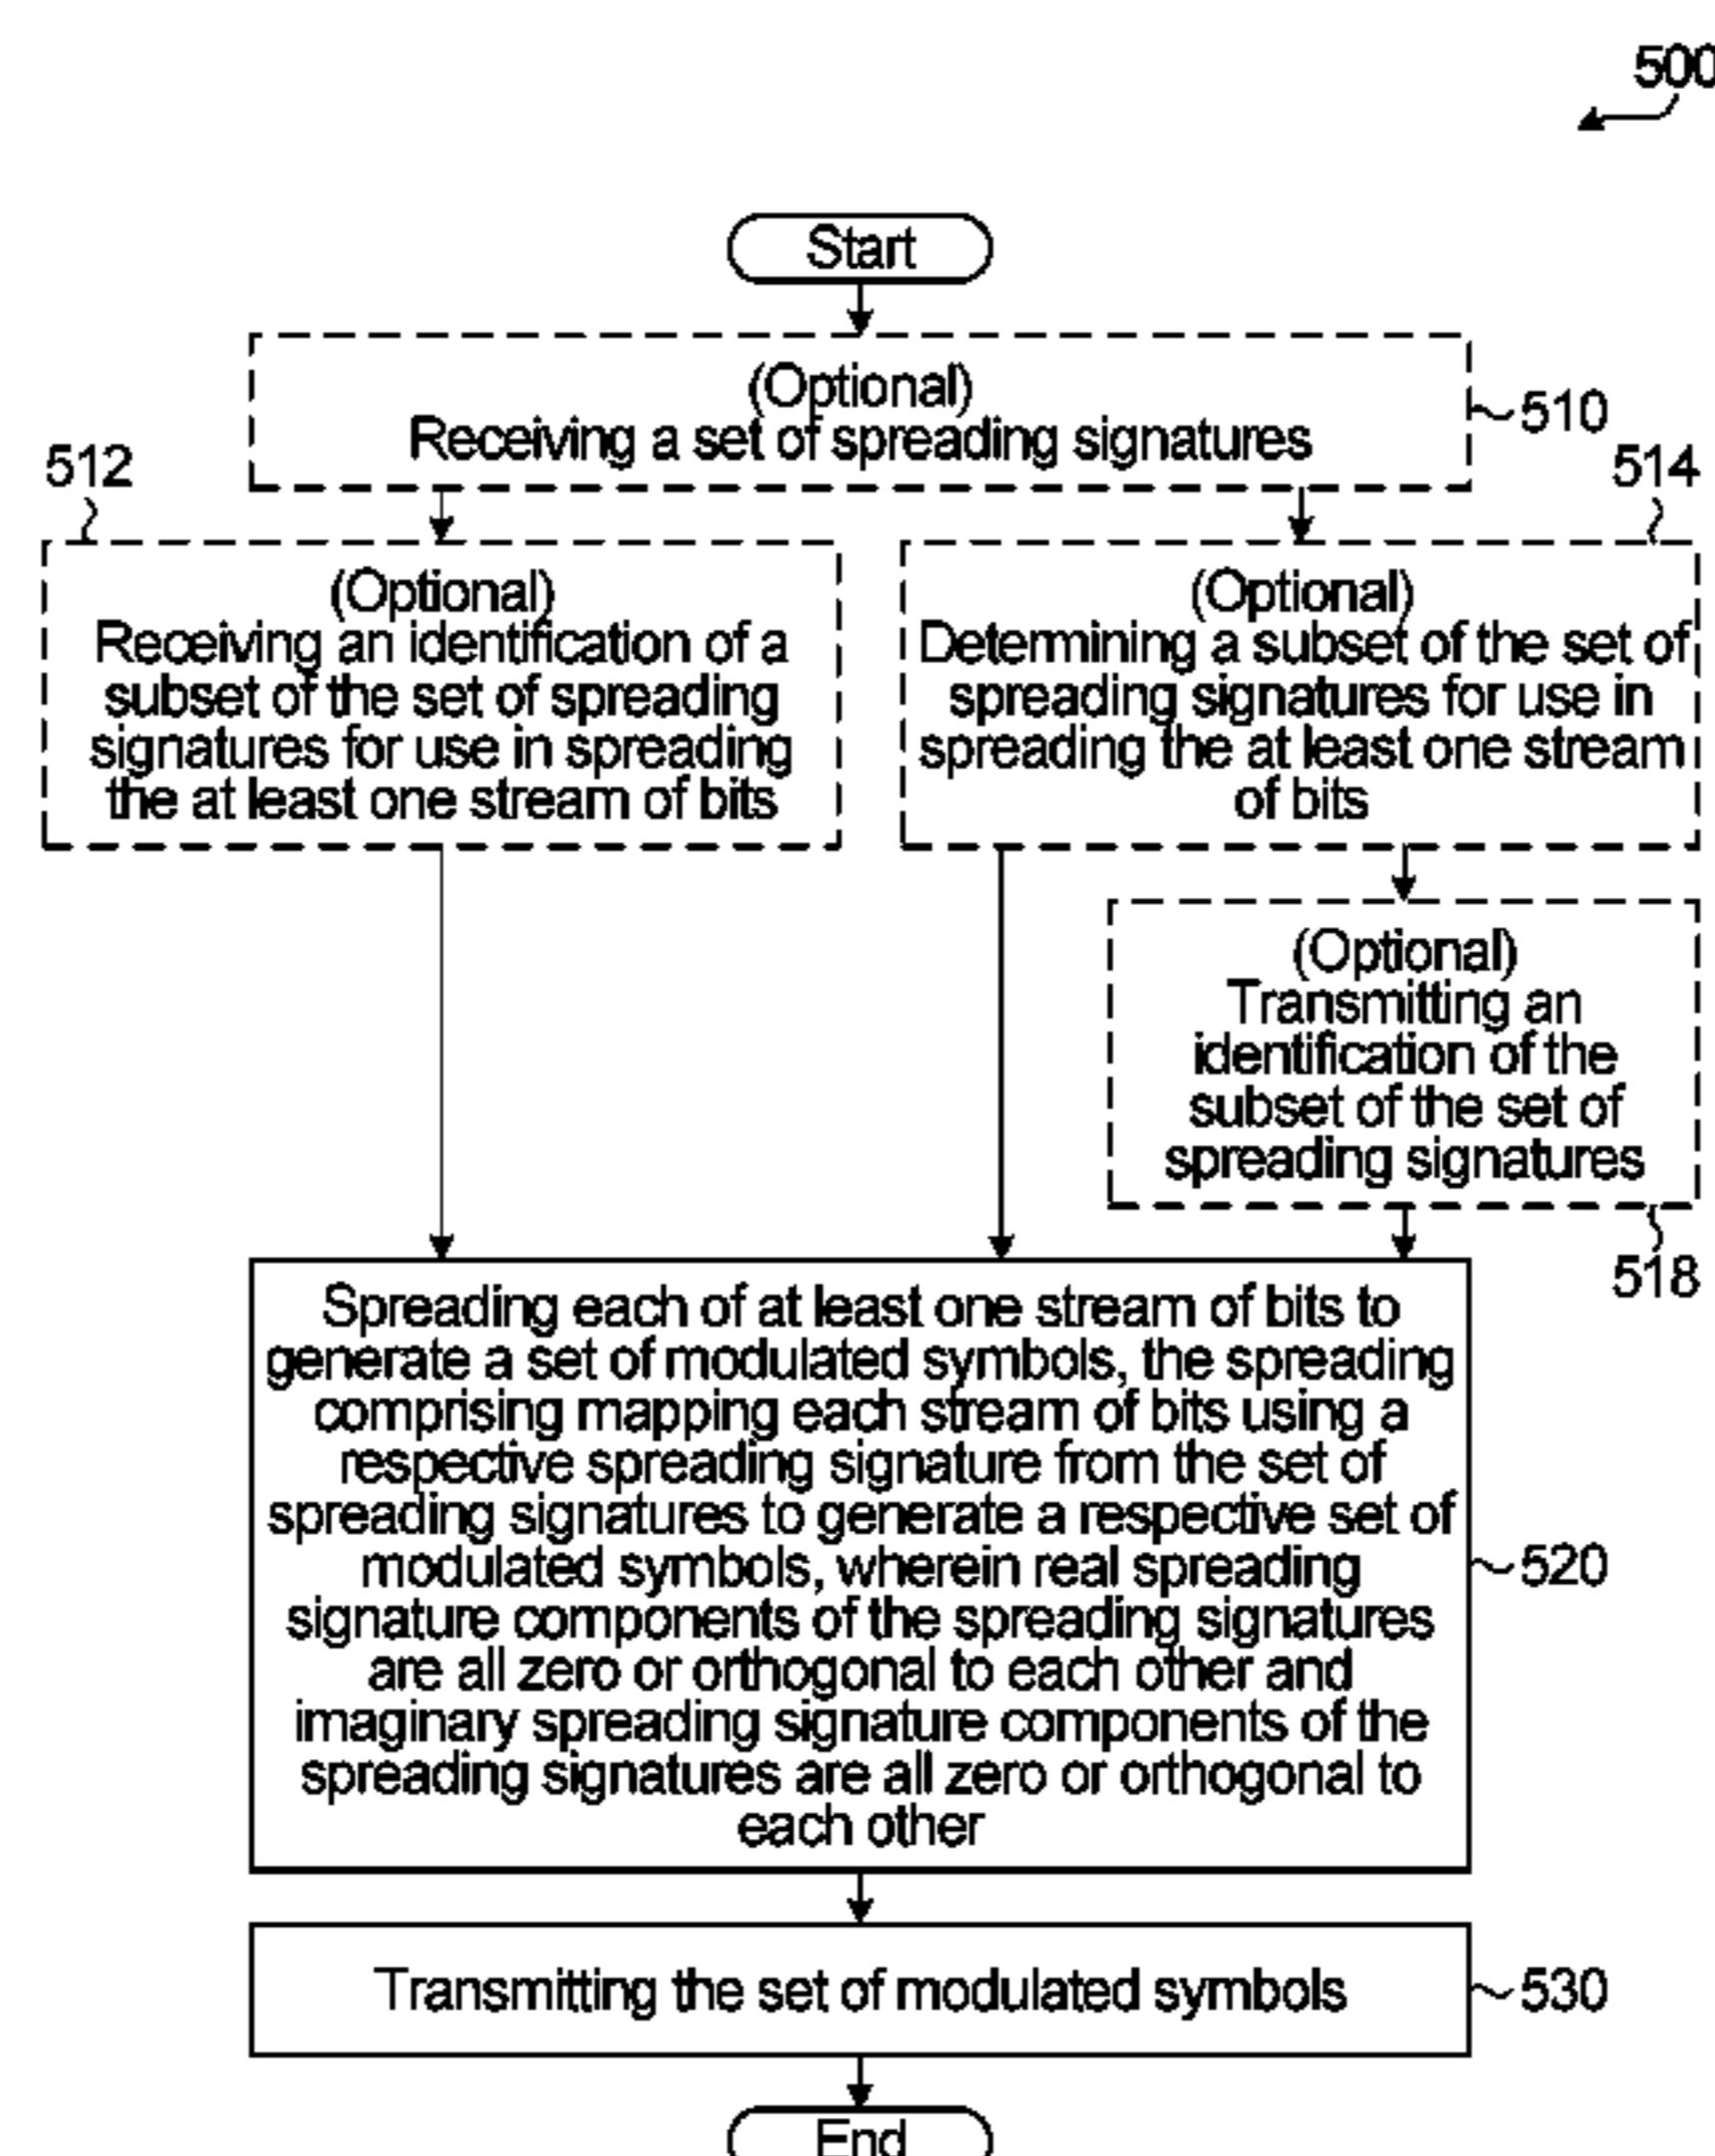 500
Start
(Optional)
Receiving a set of spreading signatures
510
512
514
(Optional)
Receiving an identification of a
subset of the set of spreading
signatures for use in spreading
the at least one stream of bits
(Optional)
Determining a subset of the set of
spreading signatures for use in
spreading the at least one stream
of bits
(Optional)
Transmitting an
identification of the
subset of the set of
spreading signatures
518
Spreading each of at least one stream of bits to
generate a set of modulated symbols, the spreading
comprising mapping each stream of bits using a
respective spreading signature from the set of
spreading signatures to generate a respective set of
modulated symbols, wherein real spreading
signature components of the spreading signatures
are all zero or orthogonal to each other and
imaginary spreading signature components of the
spreading signatures are all zero or orthogonal to
each other
520
Transmitting the set of modulated symbols
530
End